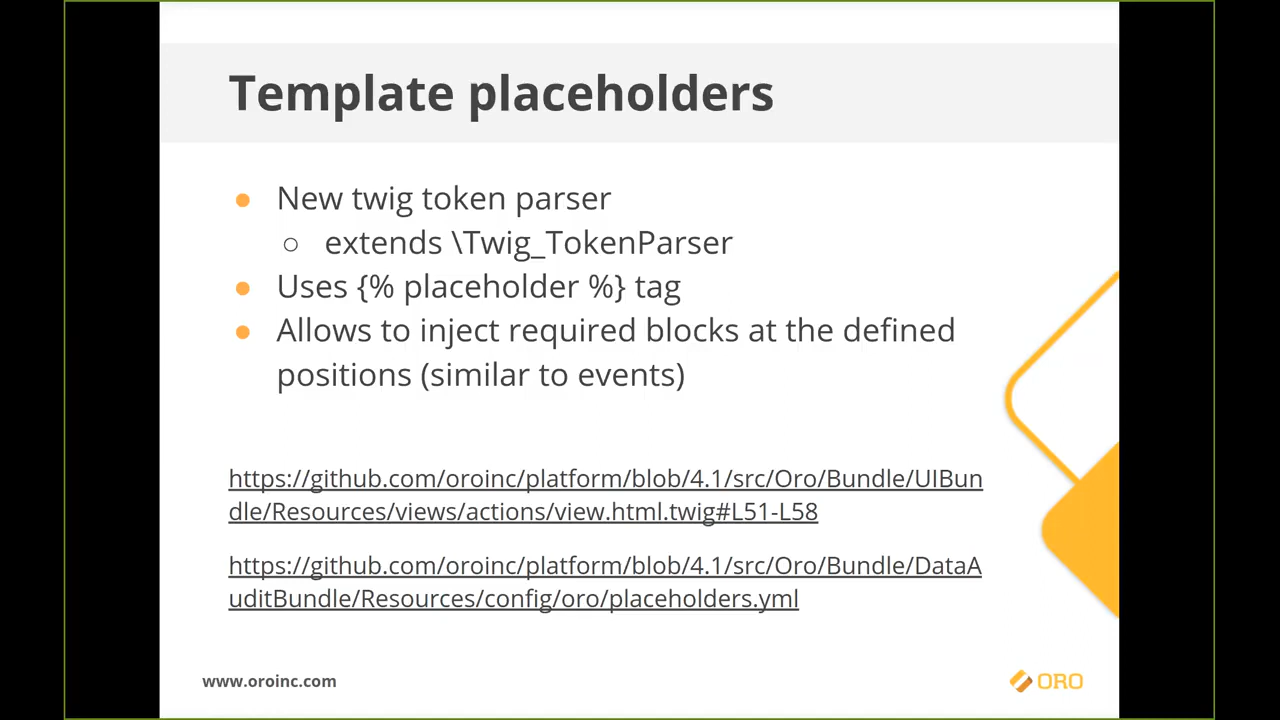 Template placeholders
● New twig token parser
○ extends \Twig_TokenParser
● Uses {% placeholder %} tag
● Allows to inject required blocks at the defined
positions (similar to events)
https://github.com/oroinc/platform/blob/4.1/src/Oro/Bundle/UIBun
dle/Resources/views/actions/view.html.twig#L51-L58
https://github.com/oroinc/platform/blob/4.1/src/Oro/Bundle/DataA
uditBundle/Resources/config/oro/placeholders.yml
www.oroinc.com
ORO